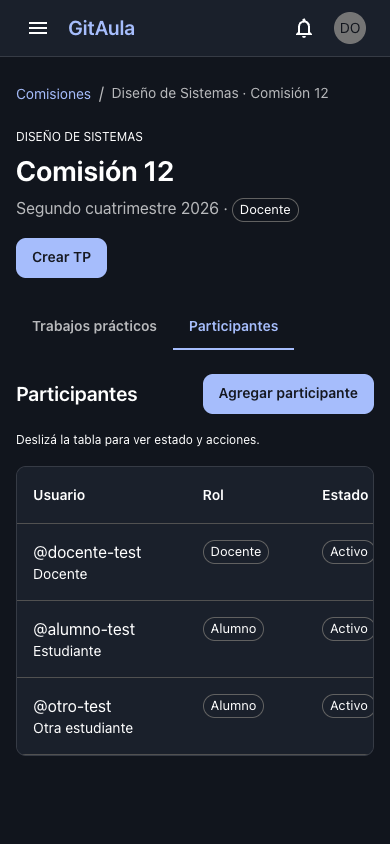 GitAula
DO
Comisiones / Diseño de Sistemas · Comisión 12
DISEÑO DE SISTEMAS
Comisión 12
Segundo cuatrimestre 2026 · Docente
Crear TP
Trabajos prácticos Participantes
Participantes Agregar participante
Deslizá la tabla para ver estado y acciones.
Usuario Rol Estado
@docente-test Docente Activo
Docente
@alumno-test Alumno Activo
Estudiante
@otro-test Alumno Activo
Otra estudiante